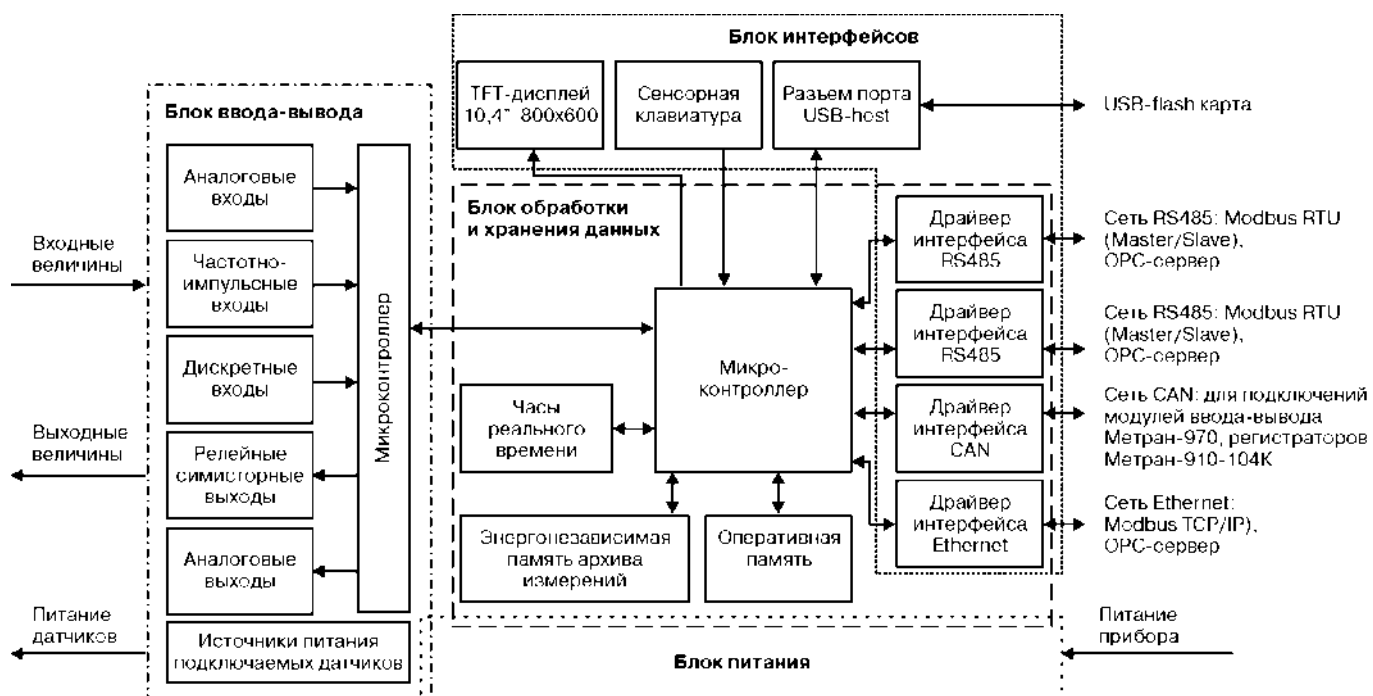 Блок интерфейсов
TFT-дисплей
10,4" 800x600
Сенсорная
клавиатура
Разъем порта
USB-host
USB-flash карта
Блок ввода-вывода
Аналоговые
входы
Частотно-
импульсные
входы
Дискретные
входы
Релейные
симисторные
выходы
Аналоговые
выходы
Микроконтроллер
Источники питания
подключаемых датчиков
Входные
величины
Выходные
величины
Питание
датчиков
Блок обработки
и хранения данных
Микро-
контроллер
Часы
реального
времени
Энергонезависимая
память архива
измерений
Оперативная
память
Драйвер
интерфейса
RS485
Драйвер
интерфейса
RS485
Драйвер
интерфейса
CAN
Драйвер
интерфейса
Ethernet
Сеть RS485: Modbus RTU
(Master/Slave),
OPC-сервер
Сеть RS485: Modbus RTU
(Master/Slave),
OPC-сервер
Сеть CAN: для подключений
модулей ввода-вывода
Метран-970, регистраторов
Метран-910-104К
Сеть Ethernet:
Modbus TCP/IP),
OPC-сервер
Питание
прибора
Блок питания